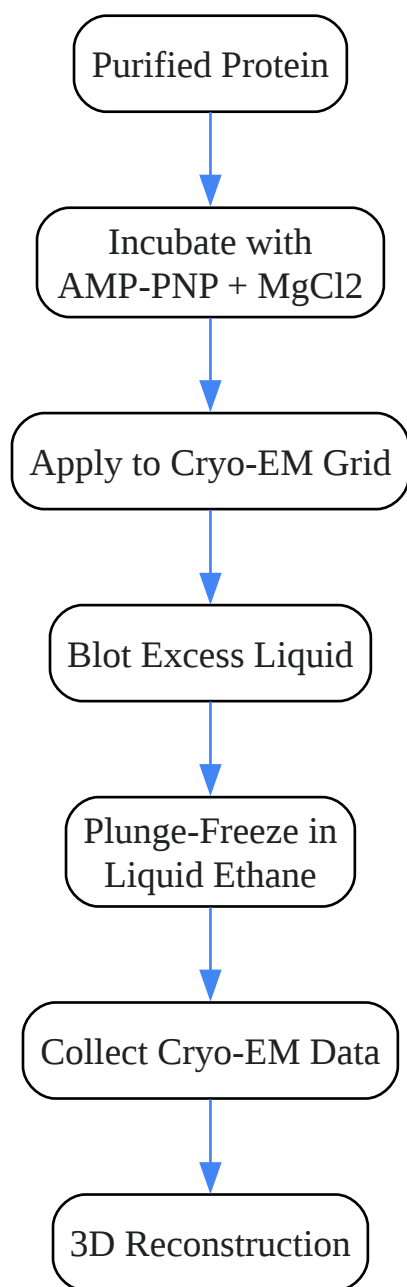 Purified Protein
Incubate with
AMP-PNP + MgCl2
Apply to Cryo-EM Grid
Blot Excess Liquid
Plunge-Freeze in
Liquid Ethane
Collect Cryo-EM Data
3D Reconstruction